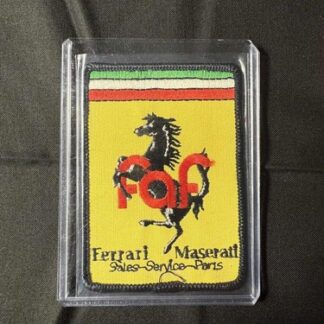 faf
Ferrari Maserati
Sales-Service-Parts